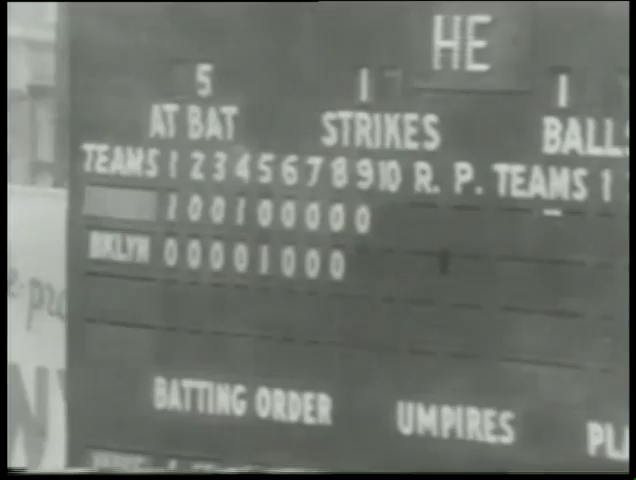 HE
5 1 1
AT BAT STRIKES BALLS
TEAMS 1 2 3 4 5 6 7 8 9 10 R. P. TEAMS 1
1 0 0 1 0 0 0 0 0
BKLYN 0 0 0 0 1 0 0 0
BATTING ORDER UMPIRES PL